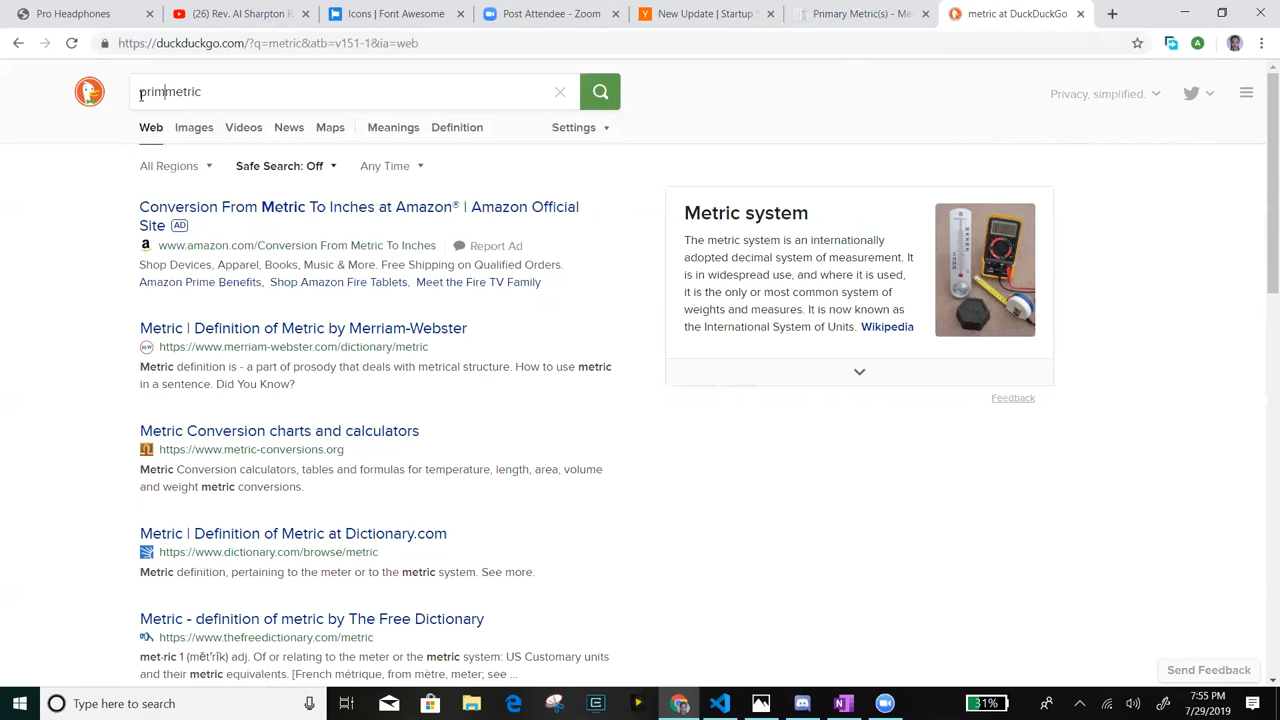 Pro Headphones
(26) Rev. Al Sharpton R
Icons | Font Awesome
Post Attendee - Zoom
New Update | Startup S
Primary Metric(s) - Me
metric at DuckDuckGo
https://duckduckgo.com/?q=metric&atb=v151-1&ia=web
primmetric
Privacy, simplified.
Web Images Videos News Maps Meanings Definition Settings
All Regions Safe Search: Off Any Time
Conversion From Metric To Inches at Amazon® | Amazon Official
Site AD
www.amazon.com/Conversion From Metric To Inches Report Ad
Shop Devices, Apparel, Books, Music & More. Free Shipping on Qualified Orders.
Amazon Prime Benefits, Shop Amazon Fire Tablets, Meet the Fire TV Family
Metric | Definition of Metric by Merriam-Webster
https://www.merriam-webster.com/dictionary/metric
Metric definition is - a part of prosody that deals with metrical structure. How to use metric
in a sentence. Did You Know?
Metric Conversion charts and calculators
https://www.metric-conversions.org
Metric Conversion calculators, tables and formulas for temperature, length, area, volume
and weight metric conversions.
Metric | Definition of Metric at Dictionary.com
https://www.dictionary.com/browse/metric
Metric definition, pertaining to the meter or to the metric system. See more.
Metric - definition of metric by The Free Dictionary
https://www.thefreedictionary.com/metric
met·ric 1 (mĕt′rĭk) adj. Of or relating to the meter or the metric system: US Customary units
and their metric equivalents. [French métrique, from mètre, meter; see ...
Metric system
The metric system is an internationally
adopted decimal system of measurement. It
is in widespread use, and where it is used,
it is the only or most common system of
weights and measures. It is now known as
the International System of Units. Wikipedia
Feedback
Send Feedback
Type here to search
31%
7:55 PM
7/29/2019